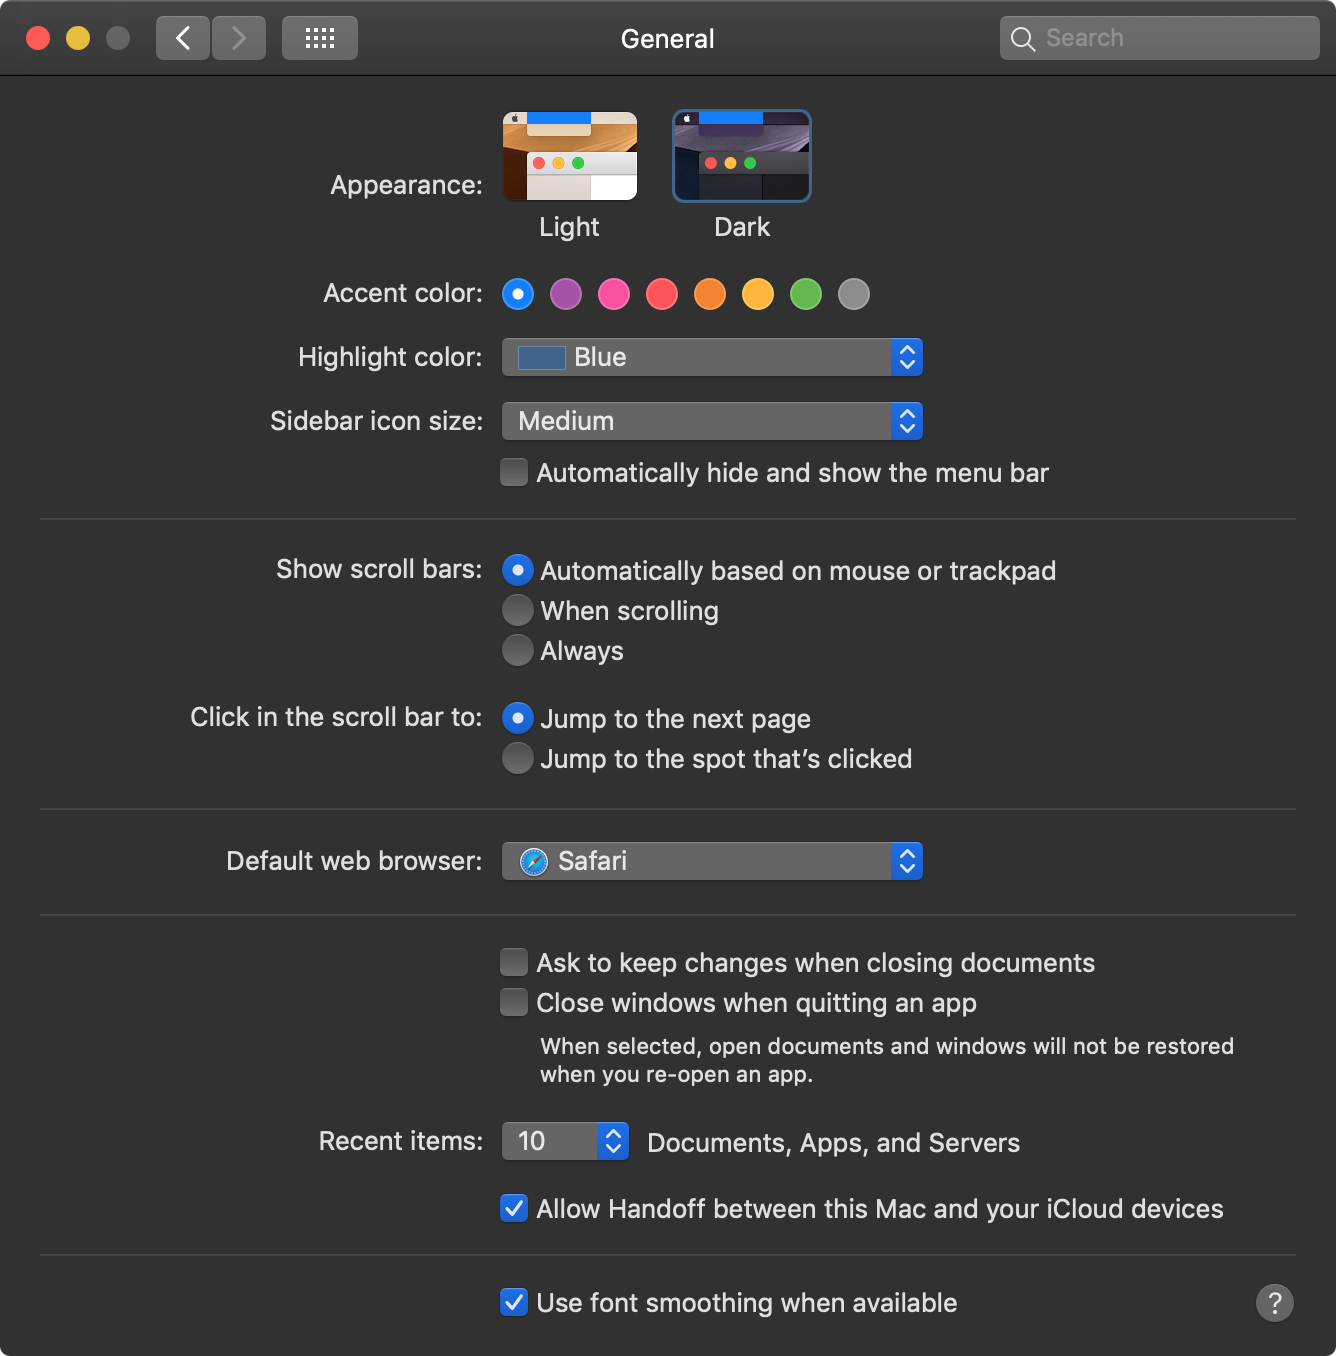 General
Search
Appearance:
Light
Dark
Accent color:
Highlight color: Blue
Sidebar icon size: Medium
Automatically hide and show the menu bar
Show scroll bars: Automatically based on mouse or trackpad
When scrolling
Always
Click in the scroll bar to: Jump to the next page
Jump to the spot that’s clicked
Default web browser: Safari
Ask to keep changes when closing documents
Close windows when quitting an app
When selected, open documents and windows will not be restored
when you re-open an app.
Recent items: 10 Documents, Apps, and Servers
Allow Handoff between this Mac and your iCloud devices
Use font smoothing when available
?